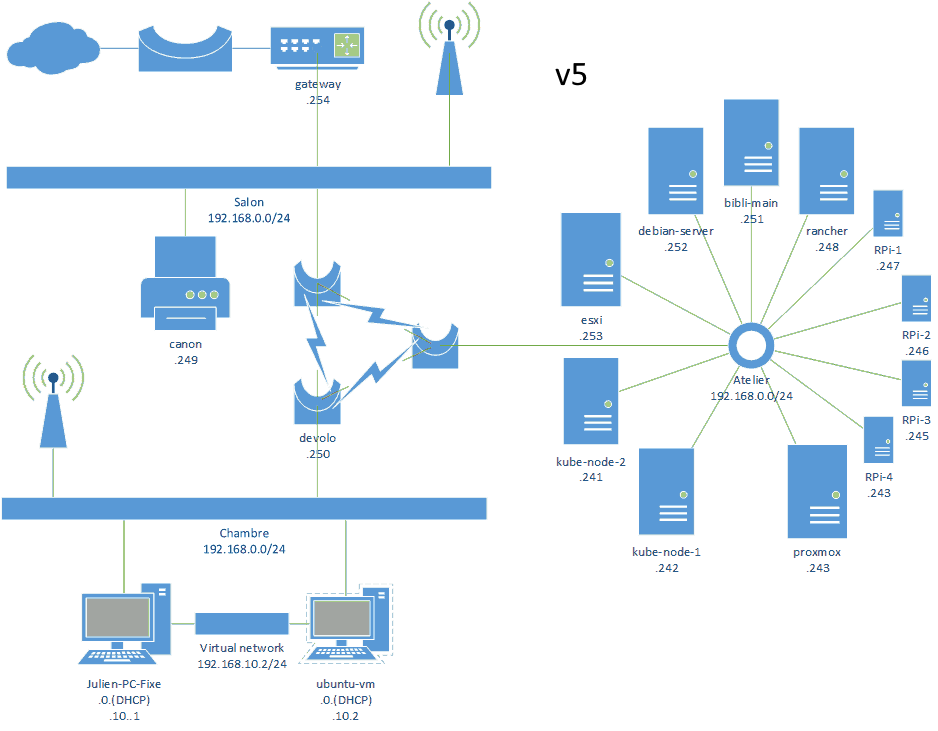 v5
gateway
.254
Salon
192.168.0.0/24
canon
.249
devolo
.250
Chambre
192.168.0.0/24
Virtual network
192.168.10.2/24
Julien-PC-Fixe
.0.(DHCP)
.10..1
ubuntu-vm
.0.(DHCP)
.10.2
bibli-main
.251
debian-server
.252
rancher
.248
RPi-1
.247
esxi
.253
RPi-2
.246
Atelier
192.168.0.0/24
RPi-3
.245
kube-node-2
.241
RPi-4
.243
kube-node-1
.242
proxmox
.243